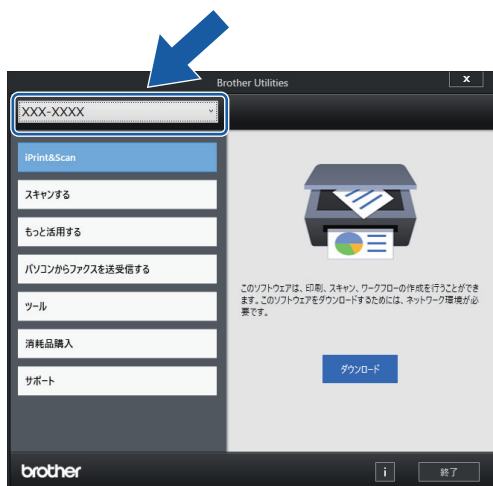 Brother Utilities
X
XXX-XXXX
iPrint&Scan
スキャンする
もっと活用する
パソコンからファクスを送受信する
ツール
消耗品購入
サポート
このソフトウェアは、印刷、スキャン、ワークフローの作成を行うことができ
ます。このソフトウェアをダウンロードするためには、ネットワーク環境が必
要です。
ダウンロード
brother
i
終了